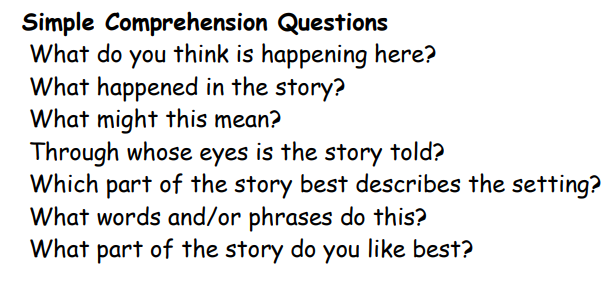 Simple Comprehension Questions
What do you think is happening here?
What happened in the story?
What might this mean?
Through whose eyes is the story told?
Which part of the story best describes the setting?
What words and/or phrases do this?
What part of the story do you like best?